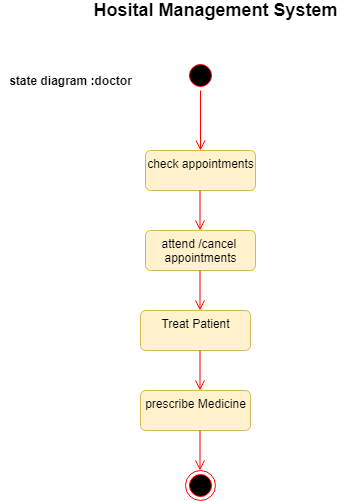 Hosital Management System
state diagram :doctor
check appointments
attend /cancel
appointments
Treat Patient
prescribe Medicine